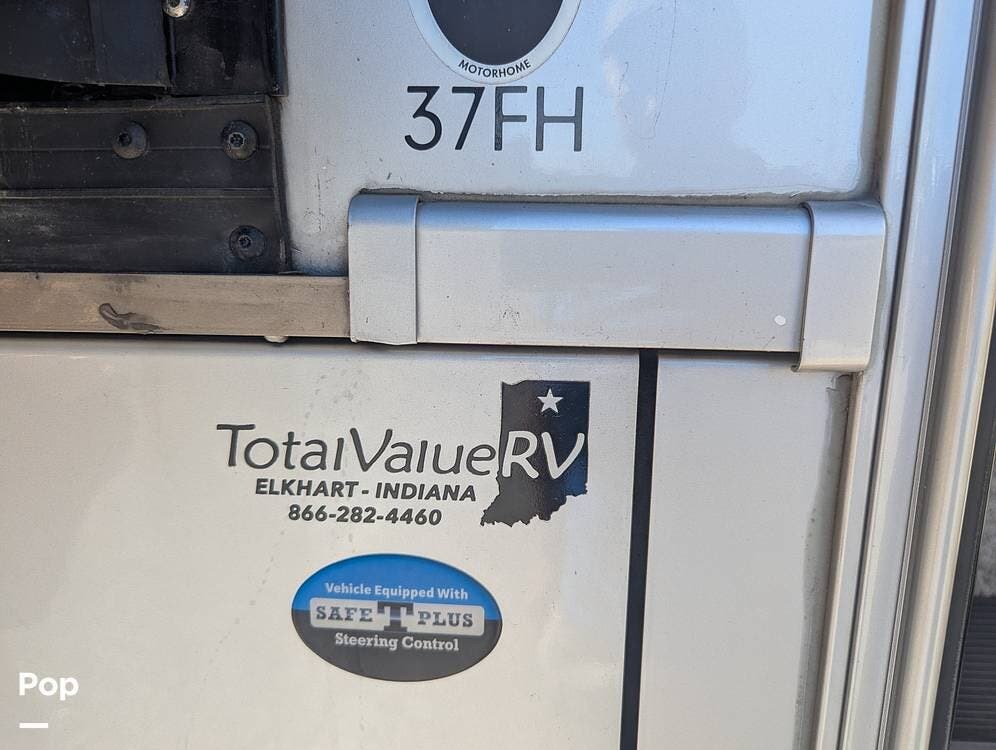 MOTORHOME
37FH
TotalValueRV
ELKHART - INDIANA
866-282-4460
Vehicle Equipped With
SAFE T PLUS
Steering Control
Pop